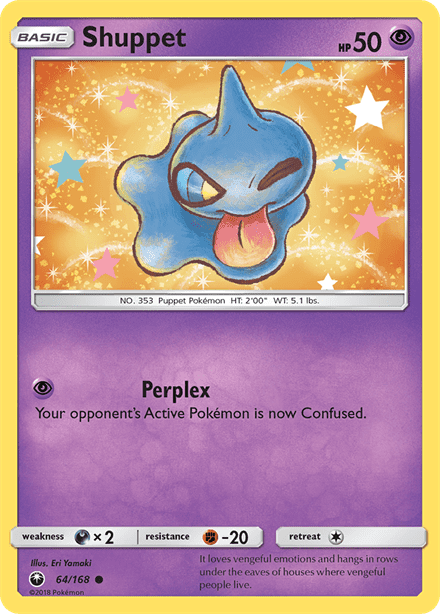 BASIC Shuppet HP50
NO. 353 Puppet Pokémon HT: 2'00" WT: 5.1 lbs.
Perplex
Your opponent's Active Pokémon is now Confused.
weakness ×2 resistance -20 retreat
Illus. Eri Yamaki
64/168
©2018 Pokémon
It loves vengeful emotions and hangs in rows
under the eaves of houses where vengeful
people live.